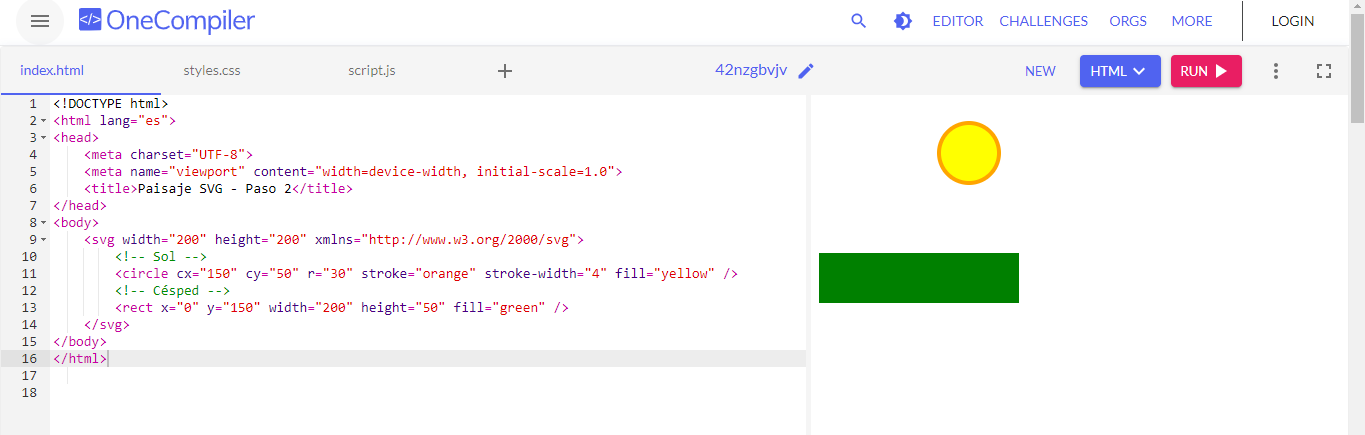 </> OneCompiler EDITOR CHALLENGES ORGS MORE LOGIN
index.html styles.css script.js + 42nzgbvjv NEW HTML RUN
1 <!DOCTYPE html>
2 <html lang="es">
3 <head>
4 <meta charset="UTF-8">
5 <meta name="viewport" content="width=device-width, initial-scale=1.0">
6 <title>Paisaje SVG - Paso 2</title>
7 </head>
8 <body>
9 <svg width="200" height="200" xmlns="http://www.w3.org/2000/svg">
10 <!-- Sol -->
11 <circle cx="150" cy="50" r="30" stroke="orange" stroke-width="4" fill="yellow" />
12 <!-- Césped -->
13 <rect x="0" y="150" width="200" height="50" fill="green" />
14 </svg>
15 </body>
16 </html>
17
18